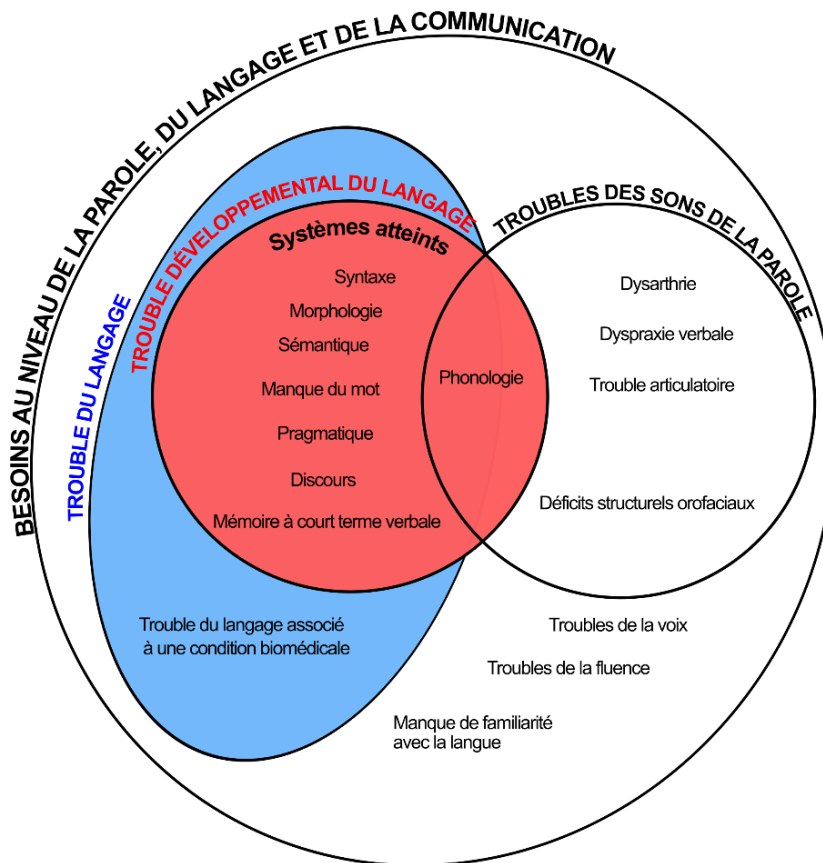 BESOINS AU NIVEAU DE LA PAROLE, DU LANGAGE ET DE LA COMMUNICATION
TROUBLE DU LANGAGE
TROUBLE DÉVELOPPEMENTAL DU LANGAGE
TROUBLES DES SONS DE LA PAROLE
Systèmes atteints
Syntaxe
Morphologie
Sémantique
Manque du mot
Pragmatique
Discours
Mémoire à court terme verbale
Phonologie
Dysarthrie
Dyspraxie verbale
Trouble articulatoire
Déficits structurels orofaciaux
Trouble du langage associé
à une condition biomédicale
Troubles de la voix
Troubles de la fluence
Manque de familiarité
avec la langue